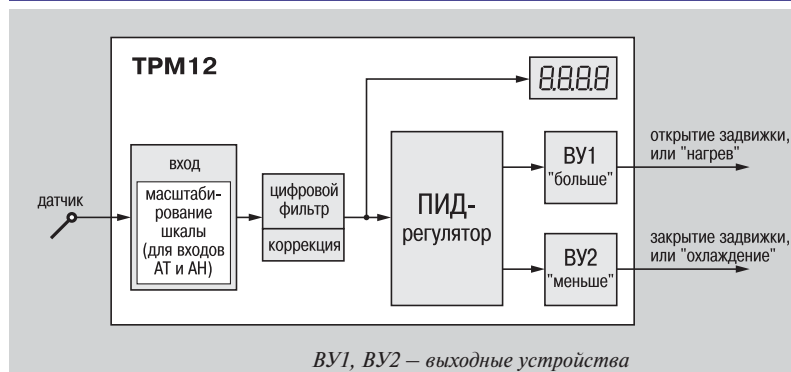 ТРМ12
8.8.8.8
датчик
вход
масштаби-
рование
шкалы
(для входов
АТ и АН)
цифровой
фильтр
коррекция
ПИД-
регулятор
ВУ1
"больше"
открытие задвижки,
или "нагрев"
ВУ2
"меньше"
закрытие задвижки,
или "охлаждение"
ВУ1, ВУ2 – выходные устройства